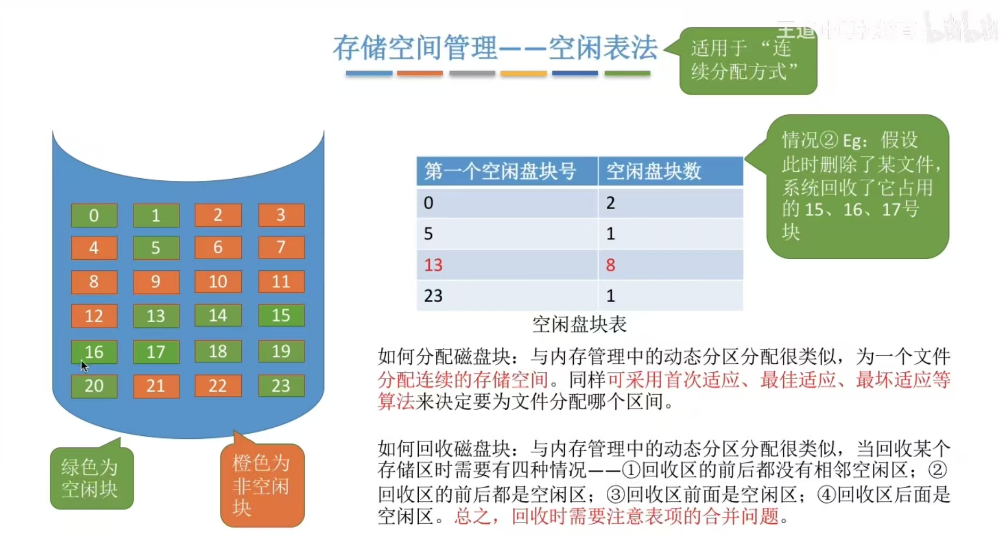 存储空间管理——空闲表法
适用于 “连
续分配方式”
情况② Eg：假设
此时删除了某文件，
系统回收了它占用
的 15、16、17号
块
第一个空闲盘块号 空闲盘块数
0 2
5 1
13 8
23 1
空闲盘块表
0 1 2 3
4 5 6 7
8 9 10 11
12 13 14 15
16 17 18 19
20 21 22 23
绿色为
空闲块
橙色为
非空闲
块
如何分配磁盘块：与内存管理中的动态分区分配很类似，为一个文件
分配连续的存储空间。同样可采用首次适应、最佳适应、最坏适应等
算法来决定要为文件分配哪个区间。
如何回收磁盘块：与内存管理中的动态分区分配很类似，当回收某个
存储区时需要有四种情况——①回收区的前后都没有相邻空闲区；②
回收区的前后都是空闲区；③回收区前面是空闲区；④回收区后面是
空闲区。总之，回收时需要注意表项的合并问题。
bilibili